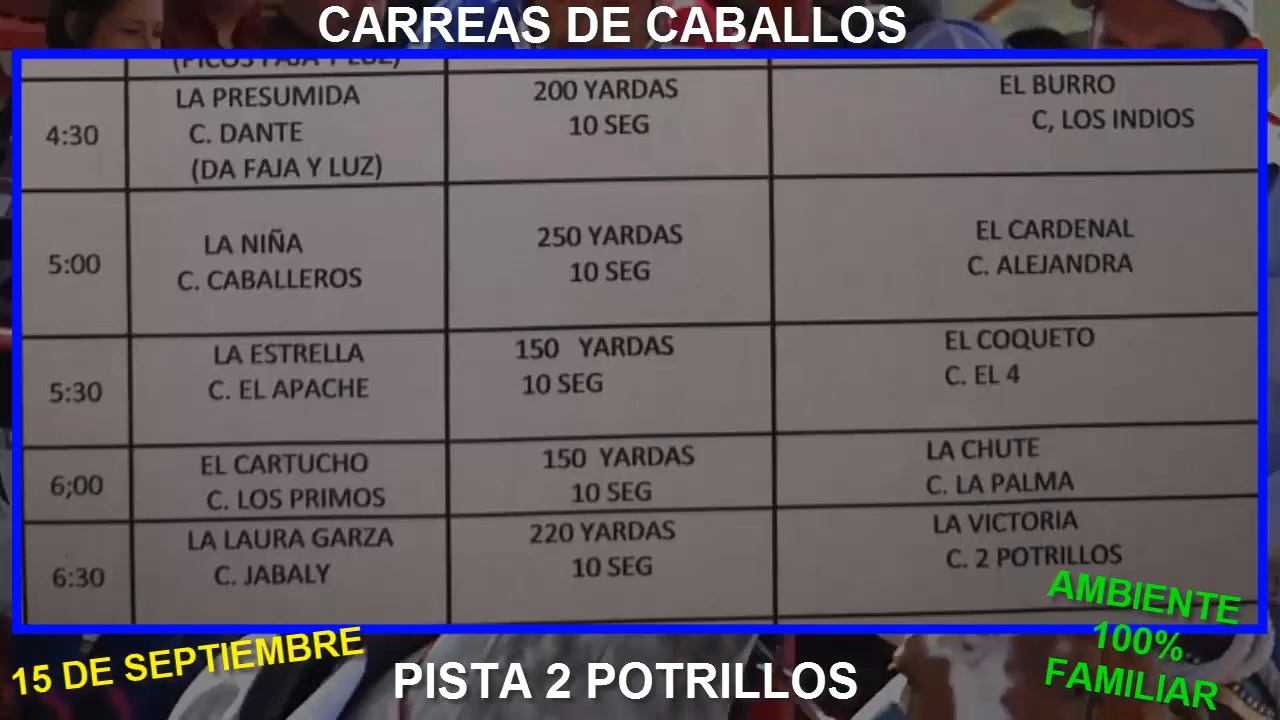 CARREAS DE CABALLOS
(PICOS FAJA Y LUZ)
4:30
LA PRESUMIDA
C. DANTE
(DA FAJA Y LUZ)
200 YARDAS
10 SEG
EL BURRO
C, LOS INDIOS
5:00
LA NIÑA
C. CABALLEROS
250 YARDAS
10 SEG
EL CARDENAL
C. ALEJANDRA
5:30
LA ESTRELLA
C. EL APACHE
150 YARDAS
10 SEG
EL COQUETO
C. EL 4
6;00
EL CARTUCHO
C. LOS PRIMOS
150 YARDAS
10 SEG
LA CHUTE
C. LA PALMA
6:30
LA LAURA GARZA
C. JABALY
220 YARDAS
10 SEG
LA VICTORIA
C. 2 POTRILLOS
15 DE SEPTIEMBRE
PISTA 2 POTRILLOS
AMBIENTE
100%
FAMILIAR